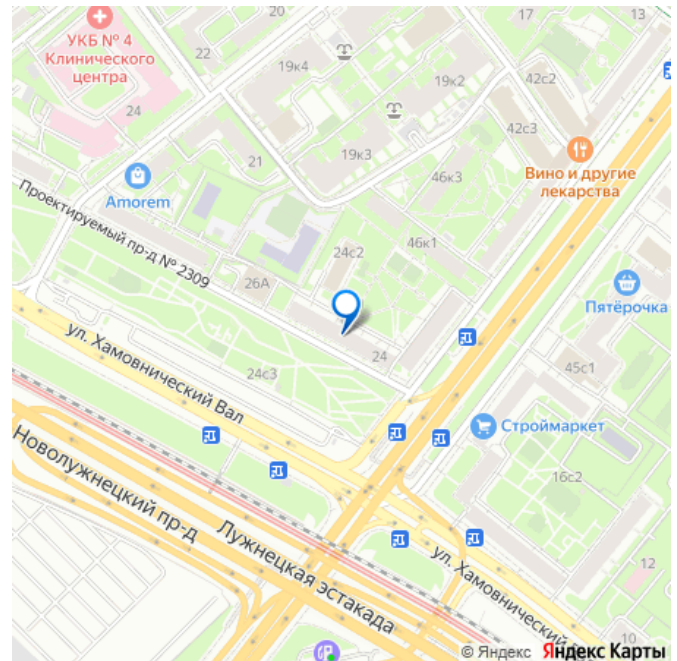 УКБ № 4
Клинического
центра
24
22
20
19к4
17
13
42с2
19к2
42с3
Вино и другие
лекарства
21
19к3
46к3
Amorem
Проектируемый пр-д № 2309
24с2
46к1
26А
Пятёрочка
ул. Хамовнический Вал
24с3
24
45с1
Строймаркет
Новолужнецкий пр-д
16с2
Лужнецкая эстакада
ул. Хамовнический
12
10
© Яндекс Яндекс Карты